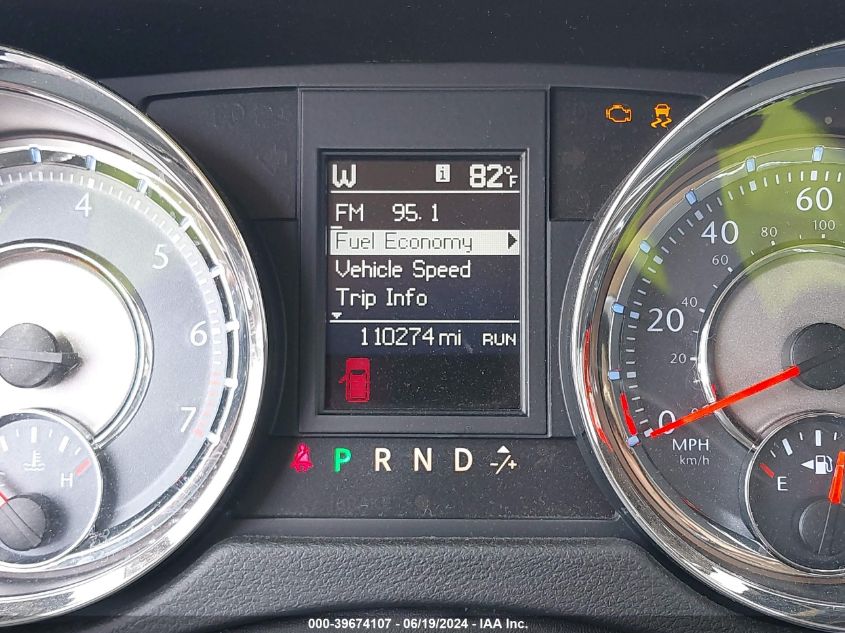 W i 82°F
FM 95.1
Fuel Economy
Vehicle Speed
Trip Info
110274 mi RUN
P R N D -/+
4
5
6
7
H
60
100
40
80
60
20
40
20
0
MPH
km/h
E
000-39674107 - 06/19/2024 - IAA Inc.